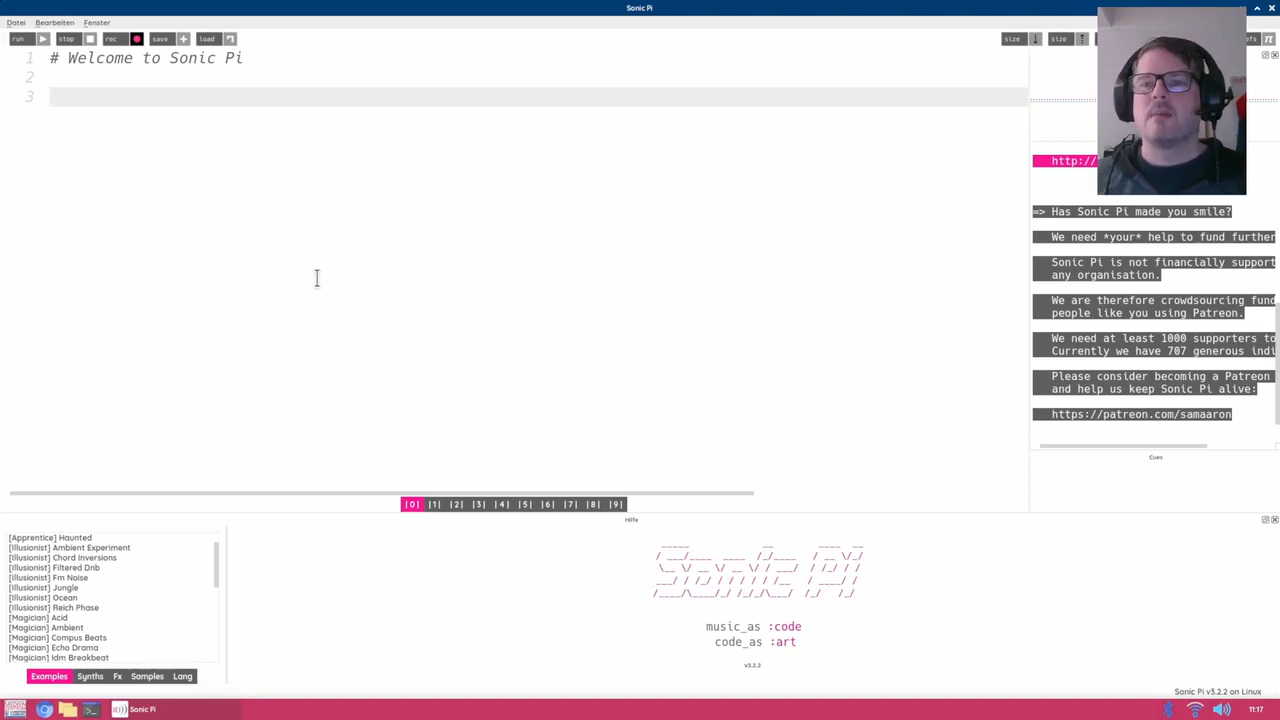 Sonic Pi
Datei Bearbeiten Fenster
run stop rec save load size size
1 # Welcome to Sonic Pi
2
3
http://
=> Has Sonic Pi made you smile?
We need *your* help to fund further
Sonic Pi is not financially support
any organisation.
We are therefore crowdsourcing fund
people like you using Patreon.
We need at least 1000 supporters to
Currently we have 707 generous indi
Please consider becoming a Patreon
and help us keep Sonic Pi alive:
https://patreon.com/samaaron
Cues
|0| |1| |2| |3| |4| |5| |6| |7| |8| |9|
Hilfe
[Apprentice] Haunted
[Illusionist] Ambient Experiment
[Illusionist] Chord Inversions
[Illusionist] Filtered Dnb
[Illusionist] Fm Noise
[Illusionist] Jungle
[Illusionist] Ocean
[Illusionist] Reich Phase
[Magician] Acid
[Magician] Ambient
[Magician] Compus Beats
[Magician] Echo Drama
[Magician] Idm Breakbeat
Examples Synths Fx Samples Lang
Sonic Pi
music_as :code
code_as :art
v3.2.2
Sonic Pi v3.2.2 on Linux
Sonic Pi
11:17